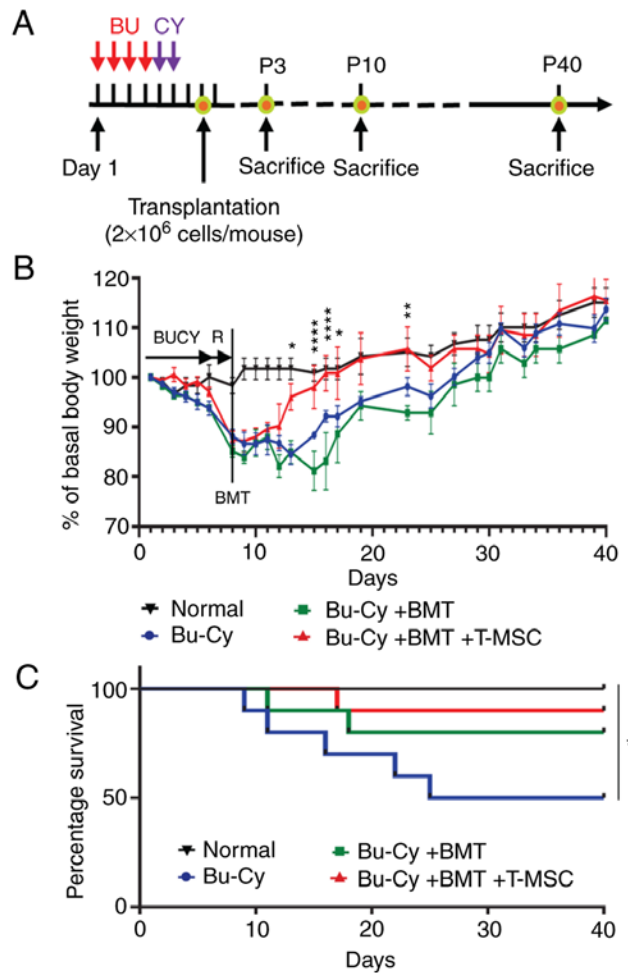 A
BU CY
P3 P10 P40
Day 1 Sacrifice Sacrifice Sacrifice
Transplantation
(2×10⁶ cells/mouse)
B
% of basal body weight
120
110
100
90
80
70
BUCY R
BMT
*
****
****
*
**
0 10 20 30 40
Days
Normal Bu-Cy +BMT
Bu-Cy Bu-Cy +BMT +T-MSC
C
Percentage survival
100
50
0
Normal Bu-Cy +BMT
Bu-Cy Bu-Cy +BMT +T-MSC
0 10 20 30 40
Days